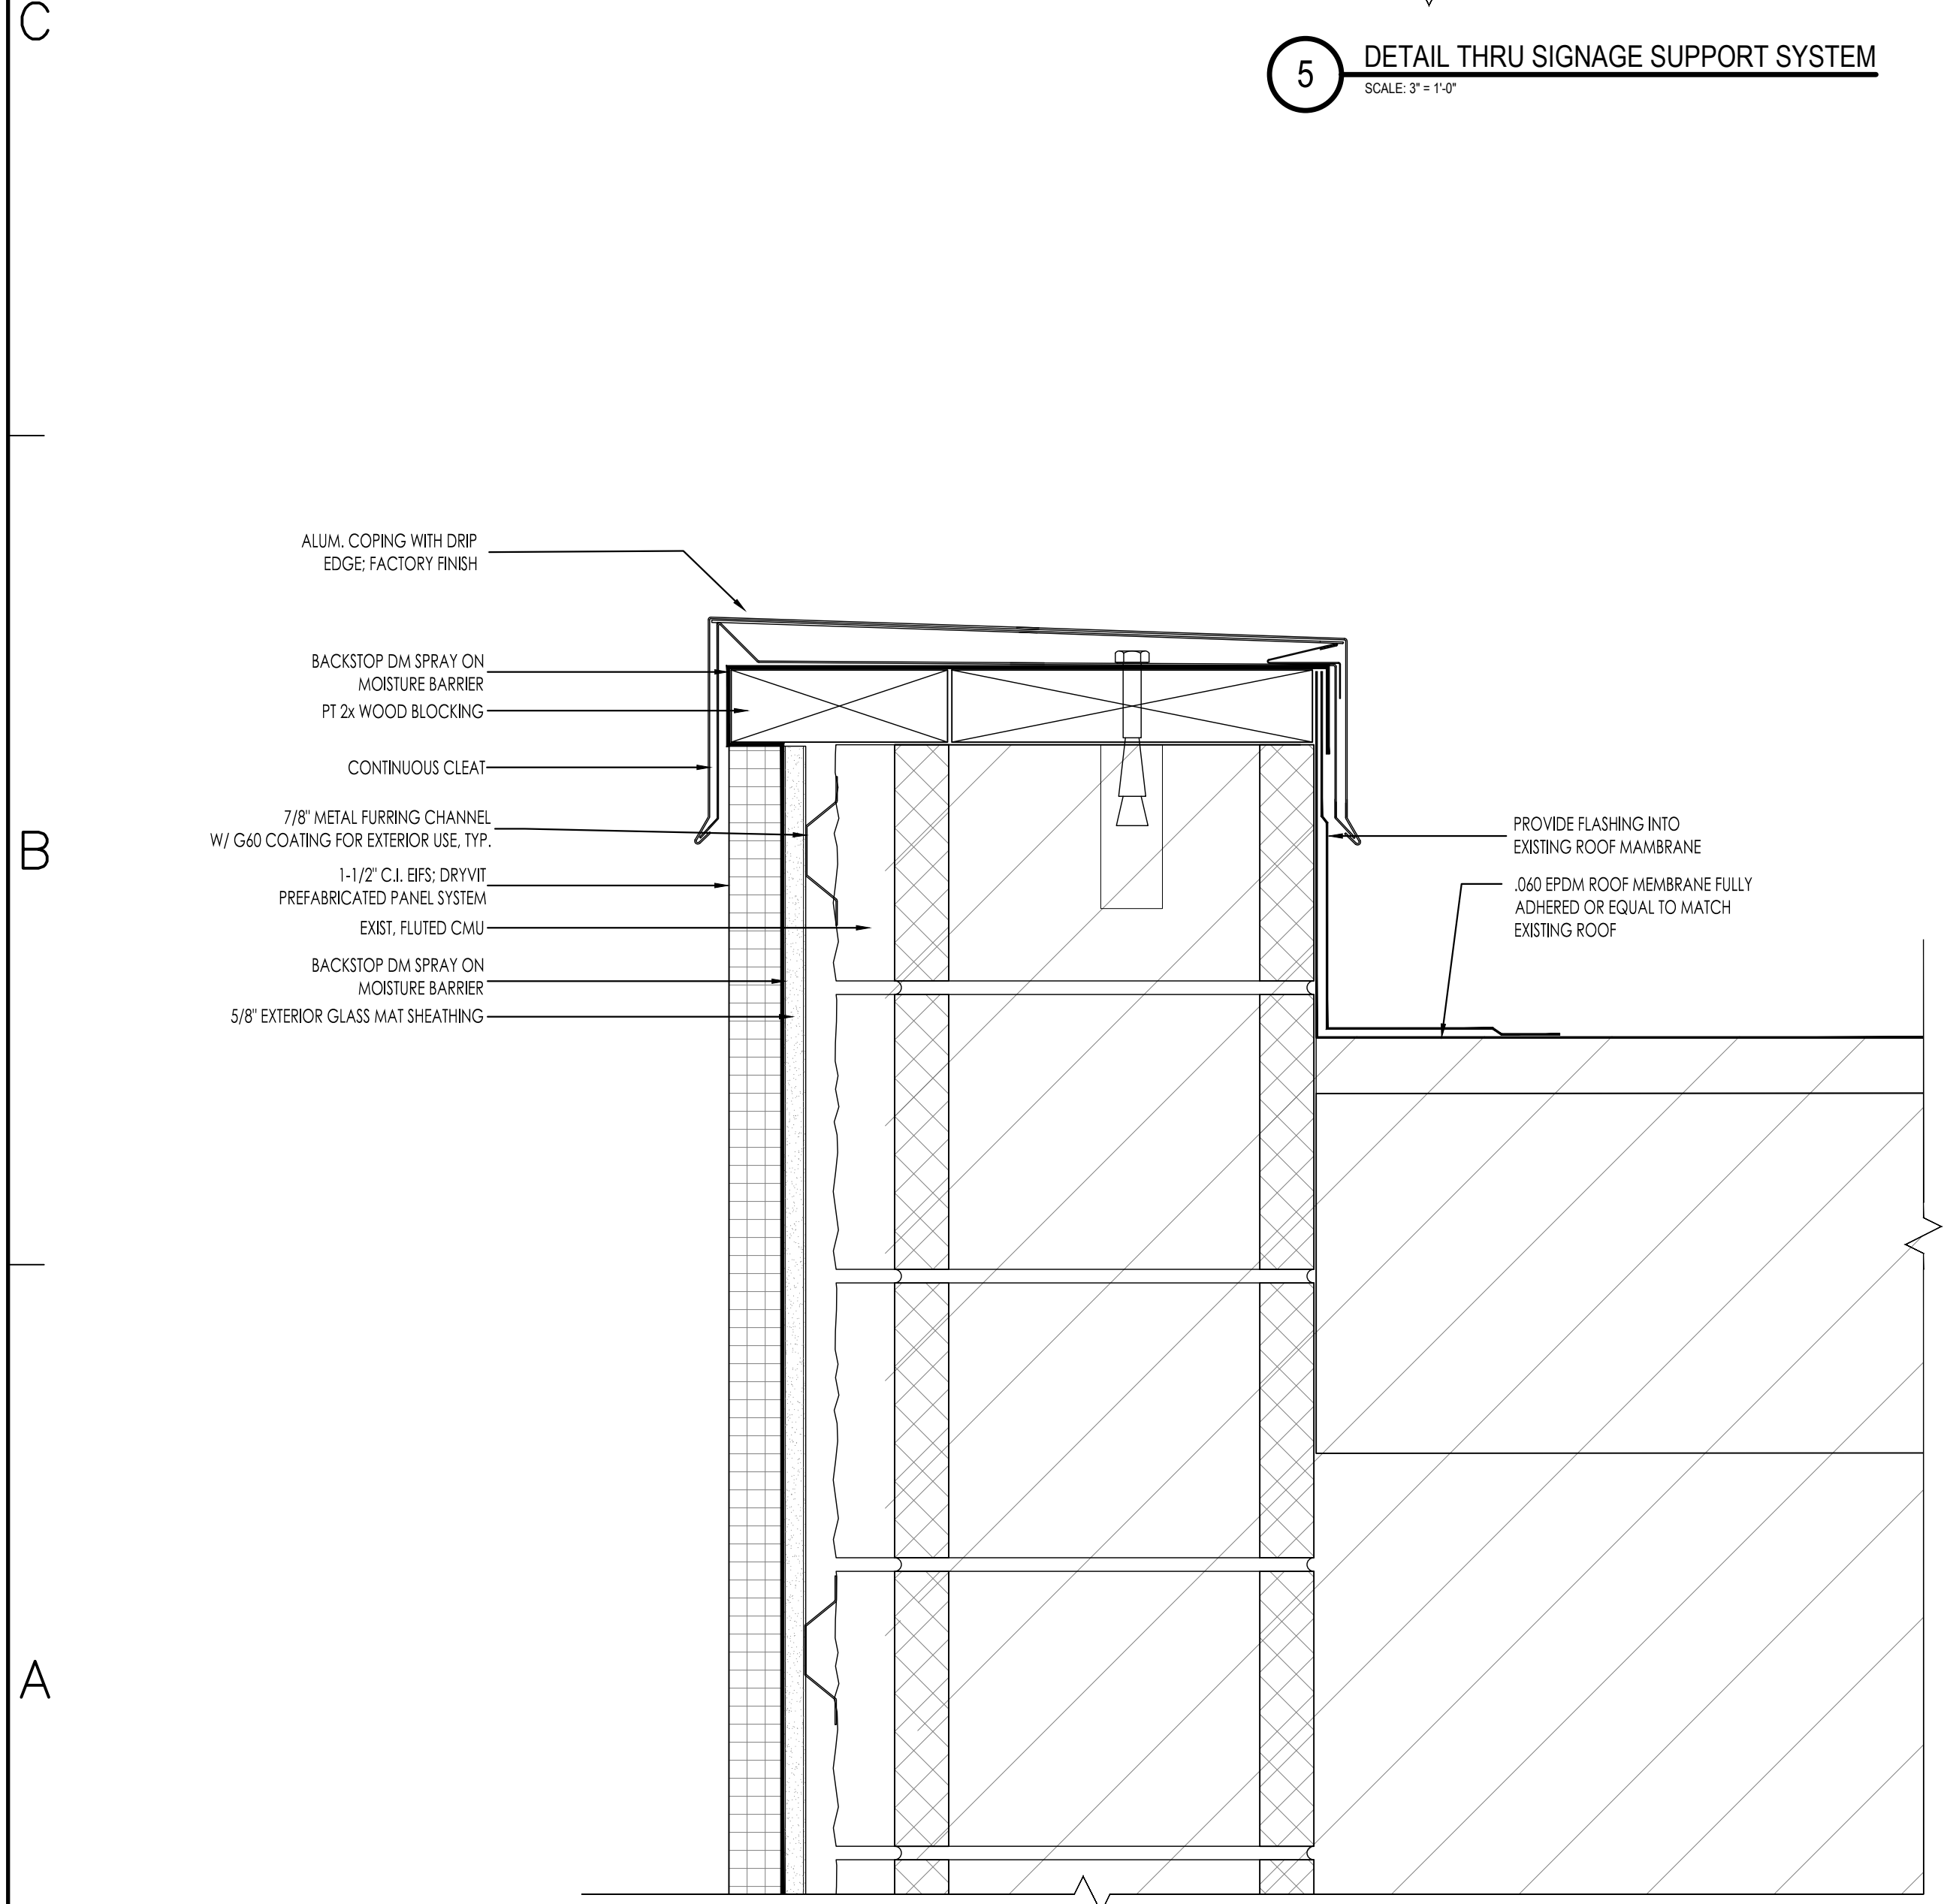 C
5
DETAIL THRU SIGNAGE SUPPORT SYSTEM
SCALE: 3" = 1'-0"
ALUM. COPING WITH DRIP
EDGE; FACTORY FINISH
BACKSTOP DM SPRAY ON
MOISTURE BARRIER
PT 2x WOOD BLOCKING
CONTINUOUS CLEAT
7/8" METAL FURRING CHANNEL
W/ G60 COATING FOR EXTERIOR USE, TYP.
1-1/2" C.I. EIFS; DRYVIT
PREFABRICATED PANEL SYSTEM
EXIST, FLUTED CMU
BACKSTOP DM SPRAY ON
MOISTURE BARRIER
5/8" EXTERIOR GLASS MAT SHEATHING
PROVIDE FLASHING INTO
EXISTING ROOF MAMBRANE
.060 EPDM ROOF MEMBRANE FULLY
ADHERED OR EQUAL TO MATCH
EXISTING ROOF
B
A